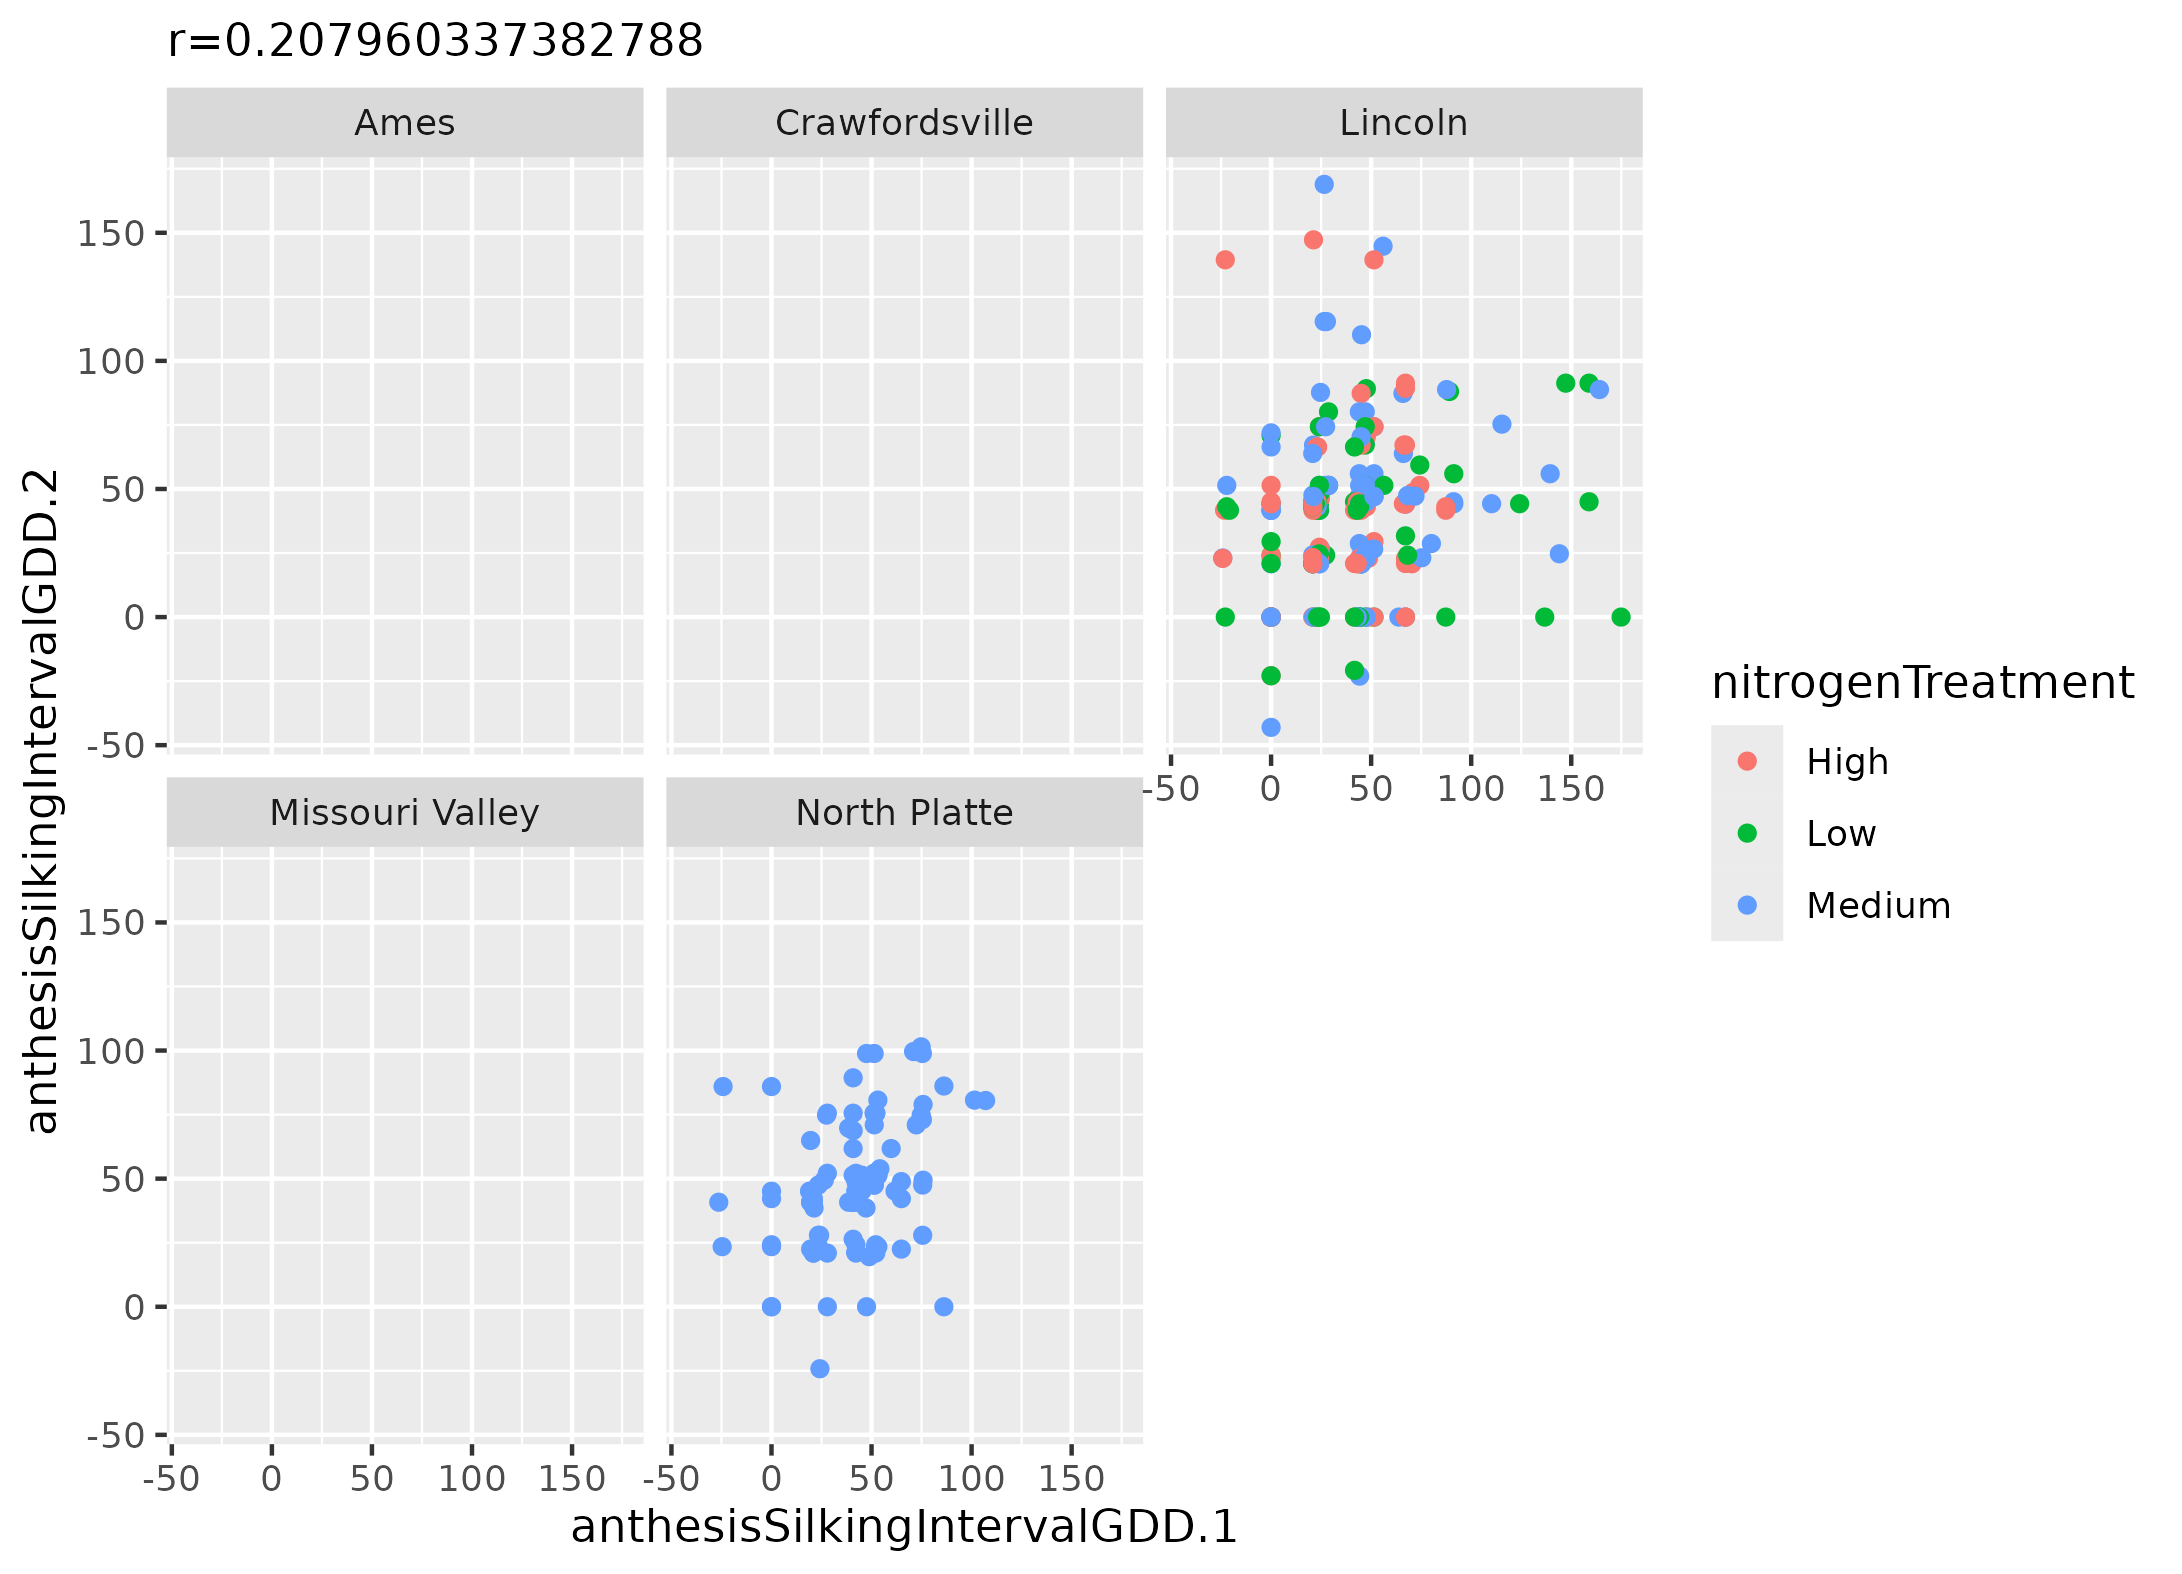 r=0.207960337382788
Ames
Crawfordsville
Lincoln
150
100
50
0
-50
-50 0 50 100 150
Missouri Valley
North Platte
150
100
50
0
-50
-50 0 50 100 150
-50 0 50 100 150
anthesisSilkingIntervalGDD.1
anthesisSilkingIntervalGDD.2
nitrogenTreatment
High
Low
Medium